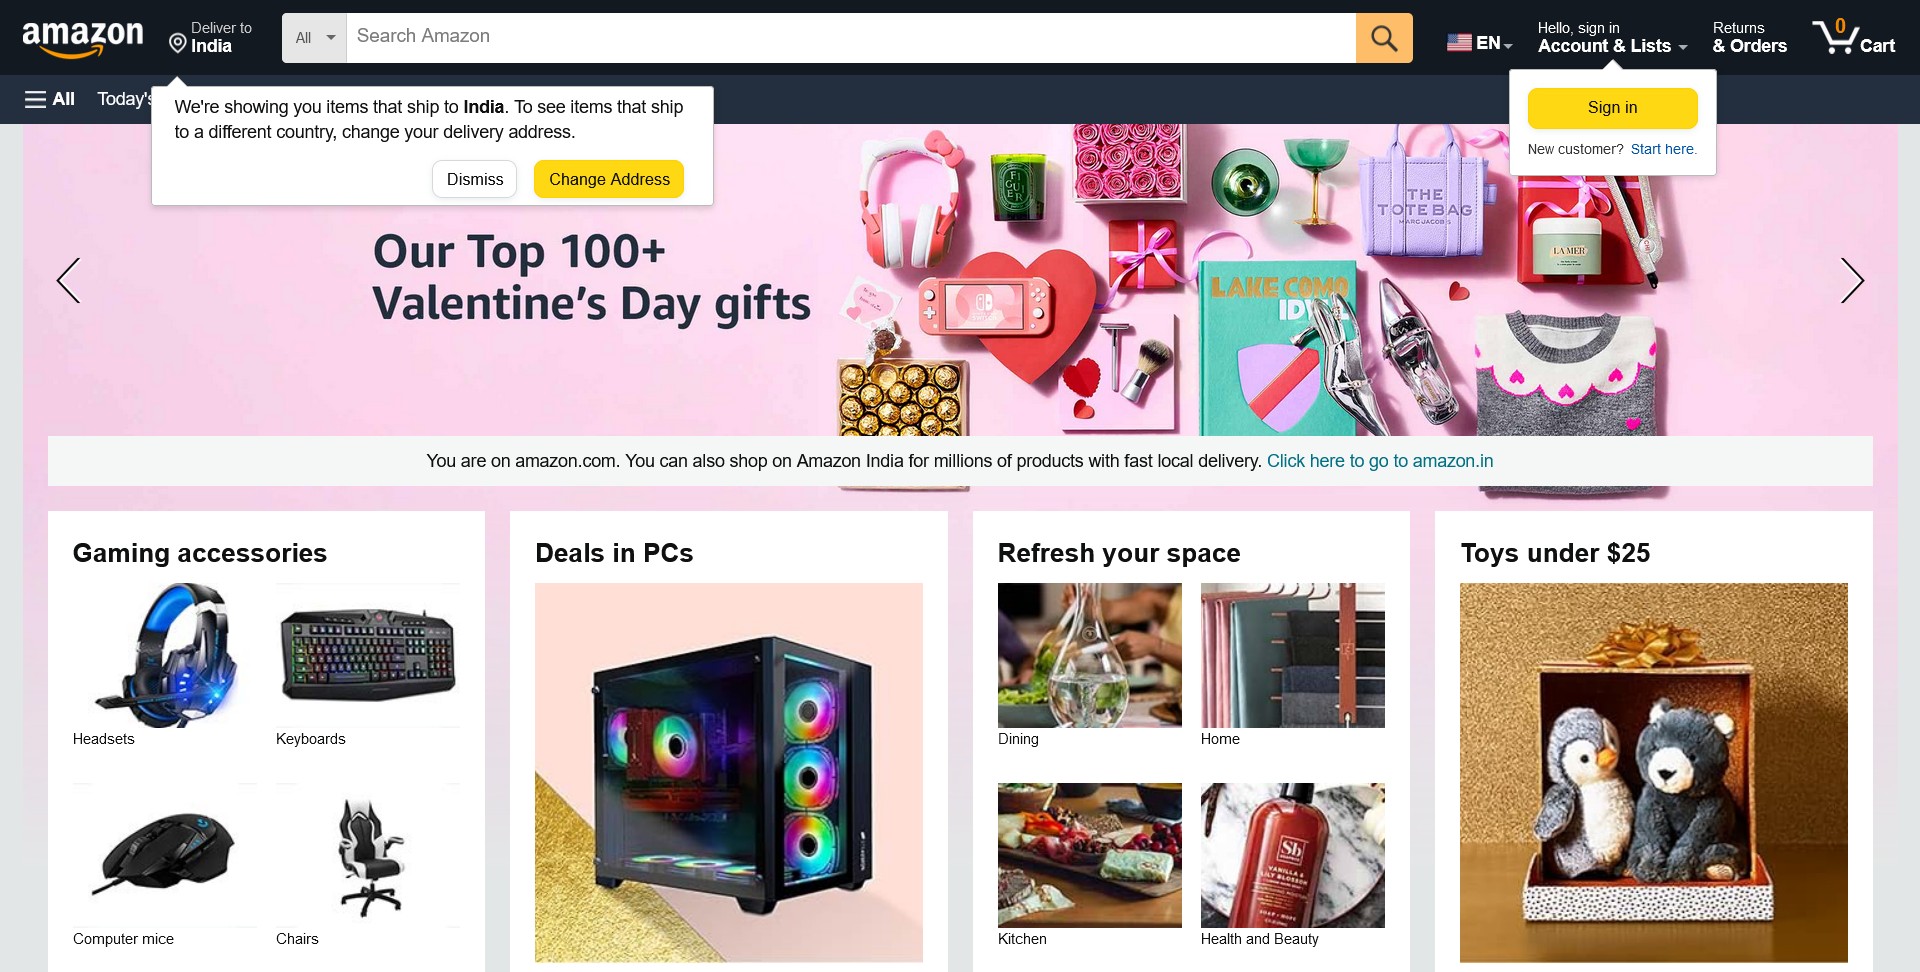 amazon
Deliver to
India
All
Search Amazon
EN
Hello, sign in
Account & Lists
Returns
& Orders
0
Cart
All
Today's
We're showing you items that ship to India. To see items that ship
to a different country, change your delivery address.
Dismiss
Change Address
Sign in
New customer? Start here.
Our Top 100+
Valentine's Day gifts
FIGUIER
THE
TOTE BAG
MARC JACOBS
LA MER
LAKE COMO
You are on amazon.com. You can also shop on Amazon India for millions of products with fast local delivery. Click here to go to amazon.in
Gaming accessories
Headsets
Keyboards
Computer mice
Chairs
Deals in PCs
Refresh your space
Dining
Home
Kitchen
Sb
VANILLA &
LILY BLOSSOM
Health and Beauty
Toys under $25